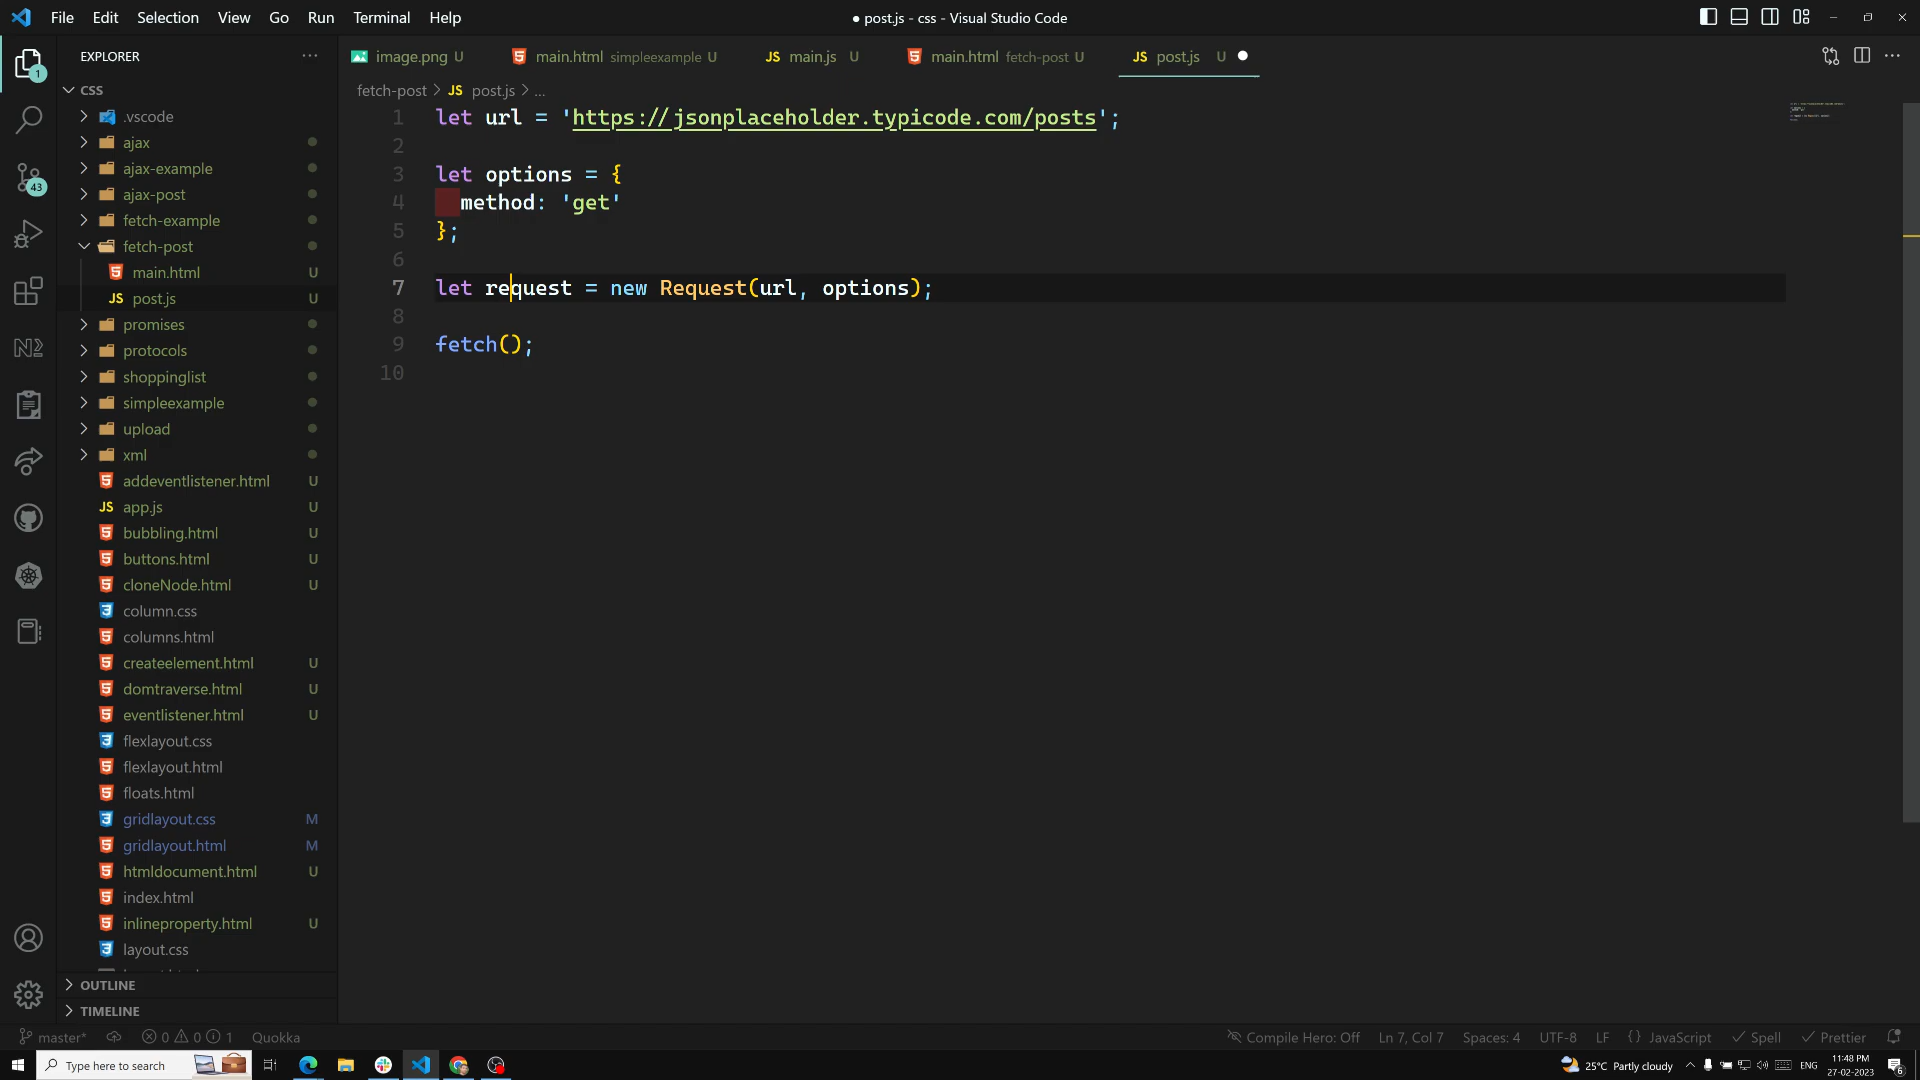 File Edit Selection View Go Run Terminal Help
● post.js - css - Visual Studio Code
EXPLORER
image.png U
main.html simpleexample U
JS main.js U
main.html fetch-post U
JS post.js U
fetch-post > JS post.js > ...
CSS
.vscode
ajax
ajax-example
ajax-post
fetch-example
fetch-post
main.html U
JS post.js U
promises
protocols
shoppinglist
simpleexample
upload
xml
addeventlistener.html U
JS app.js U
bubbling.html U
buttons.html U
cloneNode.html U
column.css
columns.html
createelement.html U
domtraverse.html U
eventlistener.html U
flexlayout.css
flexlayout.html
floats.html
gridlayout.css M
gridlayout.html M
htmldocument.html U
index.html
inlineproperty.html U
layout.css
OUTLINE
TIMELINE
1
43
1 let url = 'https://jsonplaceholder.typicode.com/posts';
2
3 let options = {
4 method: 'get'
5 };
6
7 let request = new Request(url, options);
8
9 fetch();
10
master* 0 0 1 Quokka
Compile Hero: Off Ln 7, Col 7 Spaces: 4 UTF-8 LF {} JavaScript Spell Prettier
Type here to search
25°C Partly cloudy
ENG
11:48 PM
27-02-2023
6